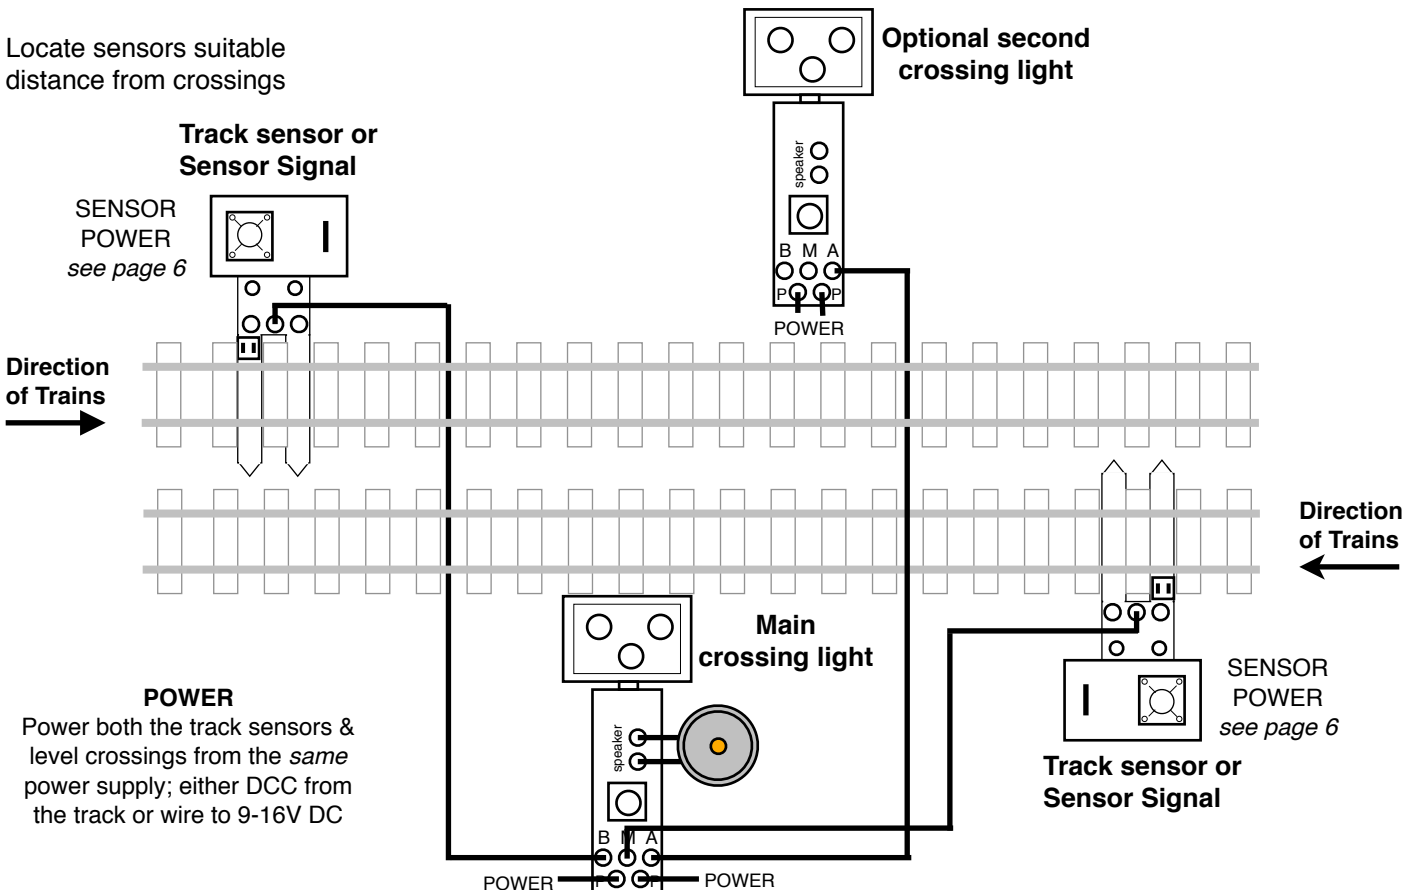 Locate sensors suitable
distance from crossings
Optional second
crossing light
Track sensor or
Sensor Signal
SENSOR
POWER
see page 6
speaker
B M A
P P
POWER
Direction
of Trains
Direction
of Trains
Main
crossing light
POWER
Power both the track sensors &
level crossings from the same
power supply; either DCC from
the track or wire to 9-16V DC
speaker
SENSOR
POWER
see page 6
Track sensor or
Sensor Signal
B M A
POWER P P POWER